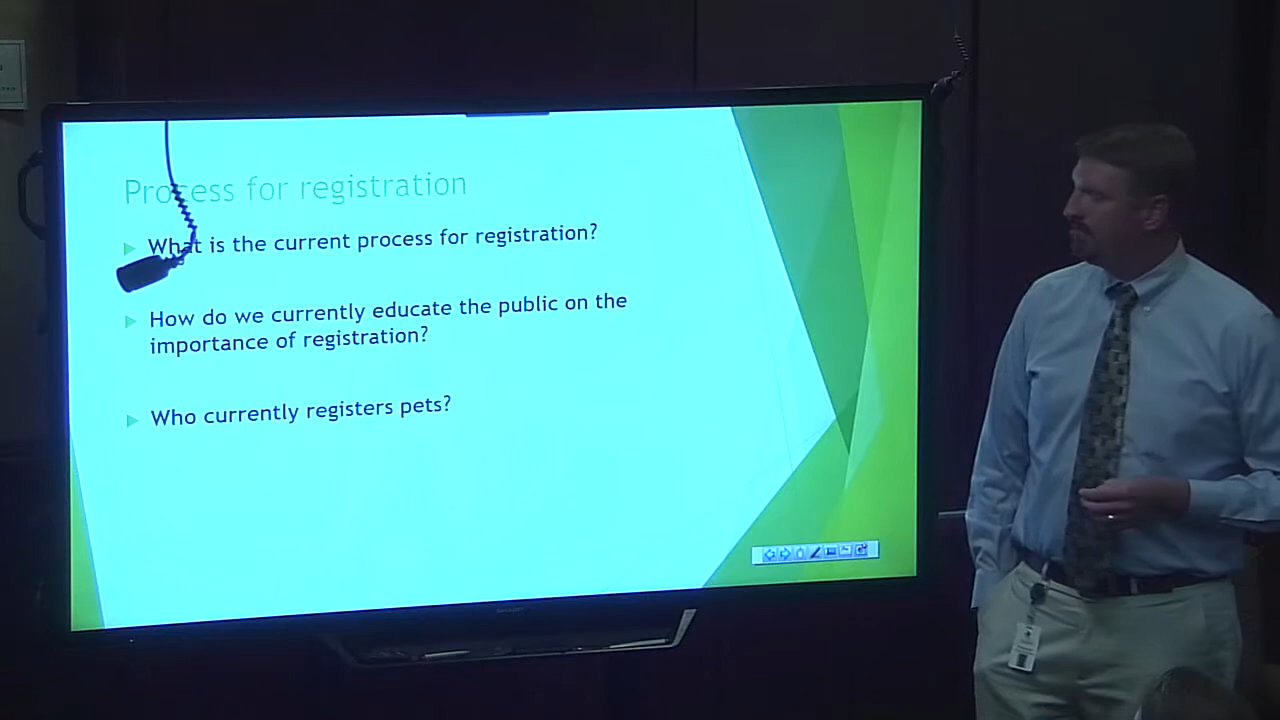 Process for registration
What is the current process for registration?
How do we currently educate the public on the
importance of registration?
Who currently registers pets?
SHARP